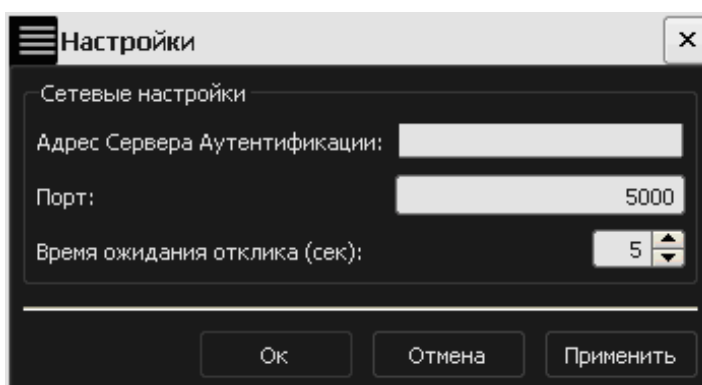 Настройки
Сетевые настройки
Адрес Сервера Аутентификации:
Порт: 5000
Время ожидания отклика (сек): 5
Ок Отмена Применить